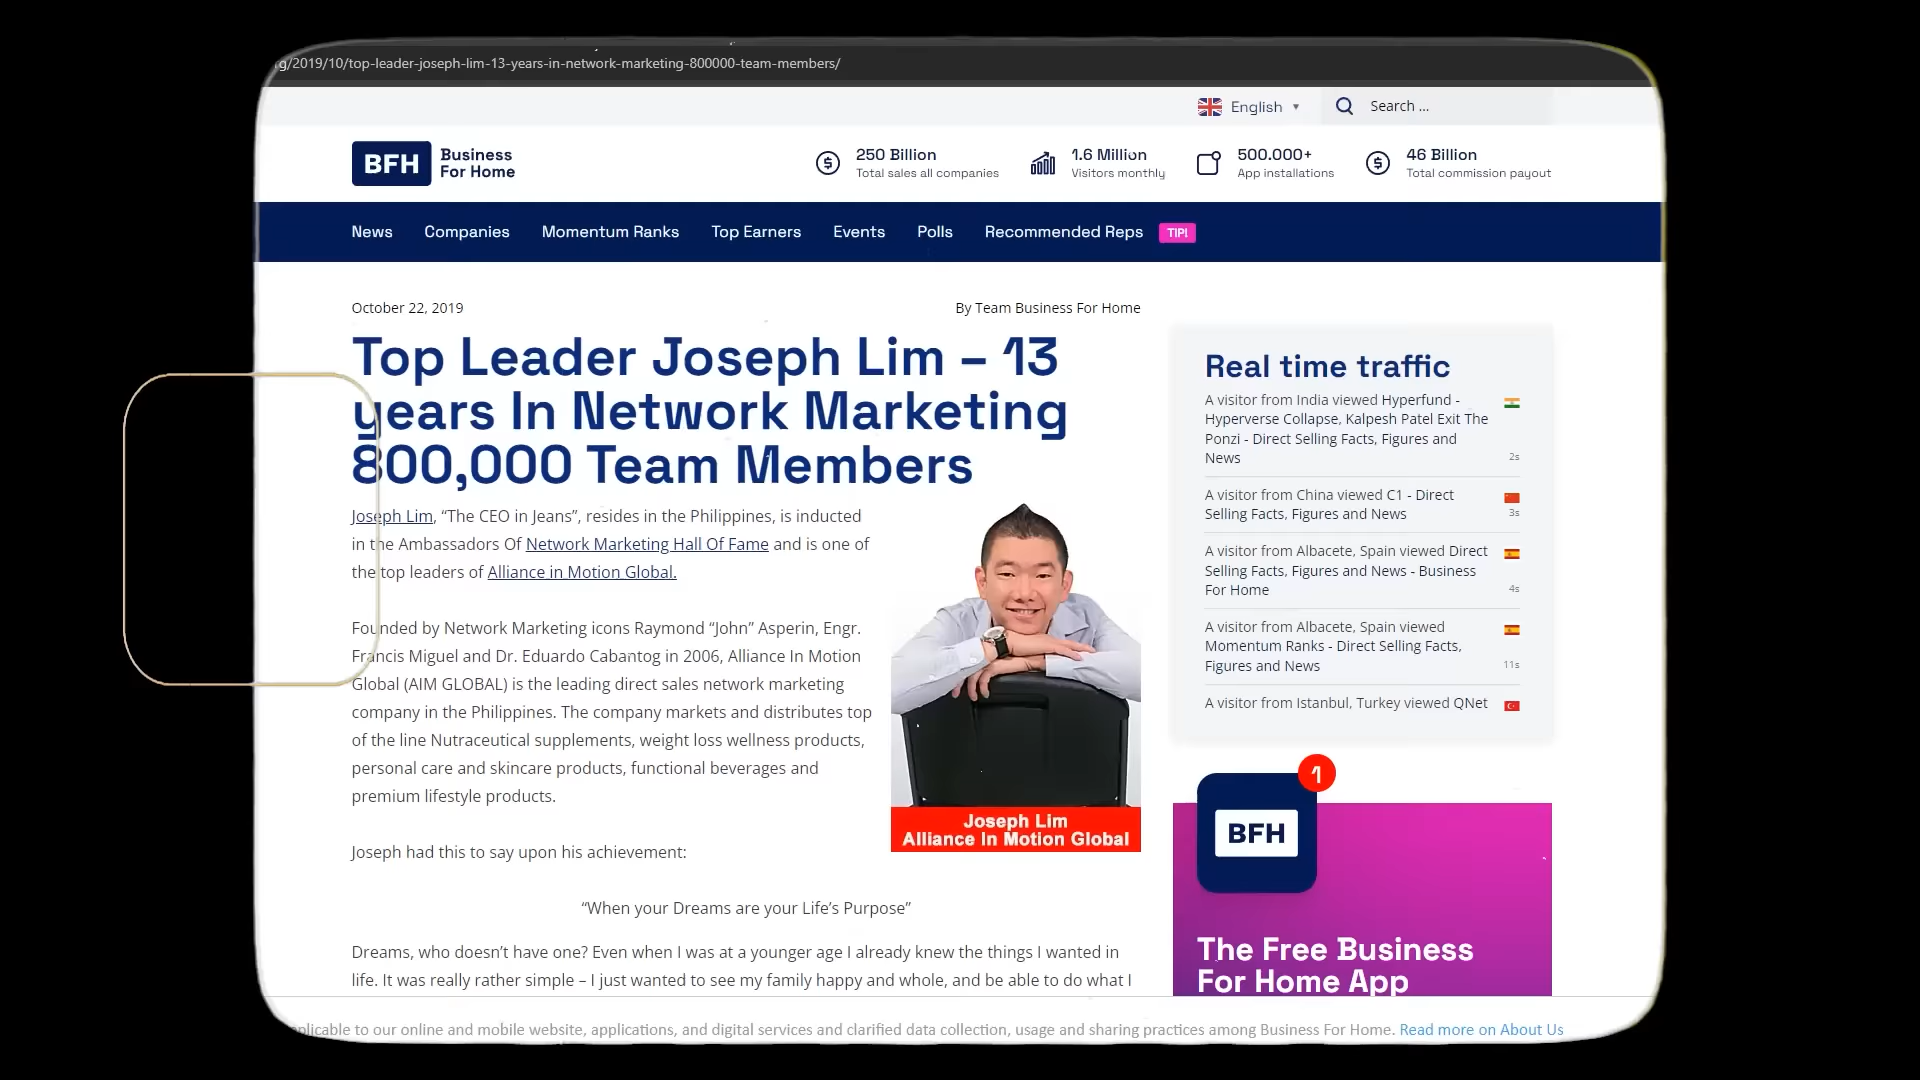 g/2019/10/top-leader-joseph-lim-13-years-in-network-marketing-800000-team-members/
English
Search ...
BFH Business
For Home
250 Billion
Total sales all companies
1.6 Million
Visitors monthly
500.000+
App installations
46 Billion
Total commission payout
News Companies Momentum Ranks Top Earners Events Polls Recommended Reps TIP!
October 22, 2019
By Team Business For Home
Top Leader Joseph Lim – 13
years In Network Marketing
800,000 Team Members
Joseph Lim, “The CEO in Jeans”, resides in the Philippines, is inducted
in the Ambassadors Of Network Marketing Hall Of Fame and is one of
the top leaders of Alliance in Motion Global.
Founded by Network Marketing icons Raymond “John” Asperin, Engr.
Francis Miguel and Dr. Eduardo Cabantog in 2006, Alliance In Motion
Global (AIM GLOBAL) is the leading direct sales network marketing
company in the Philippines. The company markets and distributes top
of the line Nutraceutical supplements, weight loss wellness products,
personal care and skincare products, functional beverages and
premium lifestyle products.
Joseph Lim
Alliance In Motion Global
Joseph had this to say upon his achievement:
“When your Dreams are your Life’s Purpose”
Dreams, who doesn’t have one? Even when I was at a younger age I already knew the things I wanted in
life. It was really rather simple – I just wanted to see my family happy and whole, and be able to do what I
Real time traffic
A visitor from India viewed Hyperfund -
Hyperverse Collapse, Kalpesh Patel Exit The
Ponzi - Direct Selling Facts, Figures and
News 2s
A visitor from China viewed C1 - Direct
Selling Facts, Figures and News 3s
A visitor from Albacete, Spain viewed Direct
Selling Facts, Figures and News - Business
For Home 4s
A visitor from Albacete, Spain viewed
Momentum Ranks - Direct Selling Facts,
Figures and News 11s
A visitor from Istanbul, Turkey viewed QNet
1
BFH
The Free Business
For Home App
plicable to our online and mobile website, applications, and digital services and clarified data collection, usage and sharing practices among Business For Home. Read more on About Us